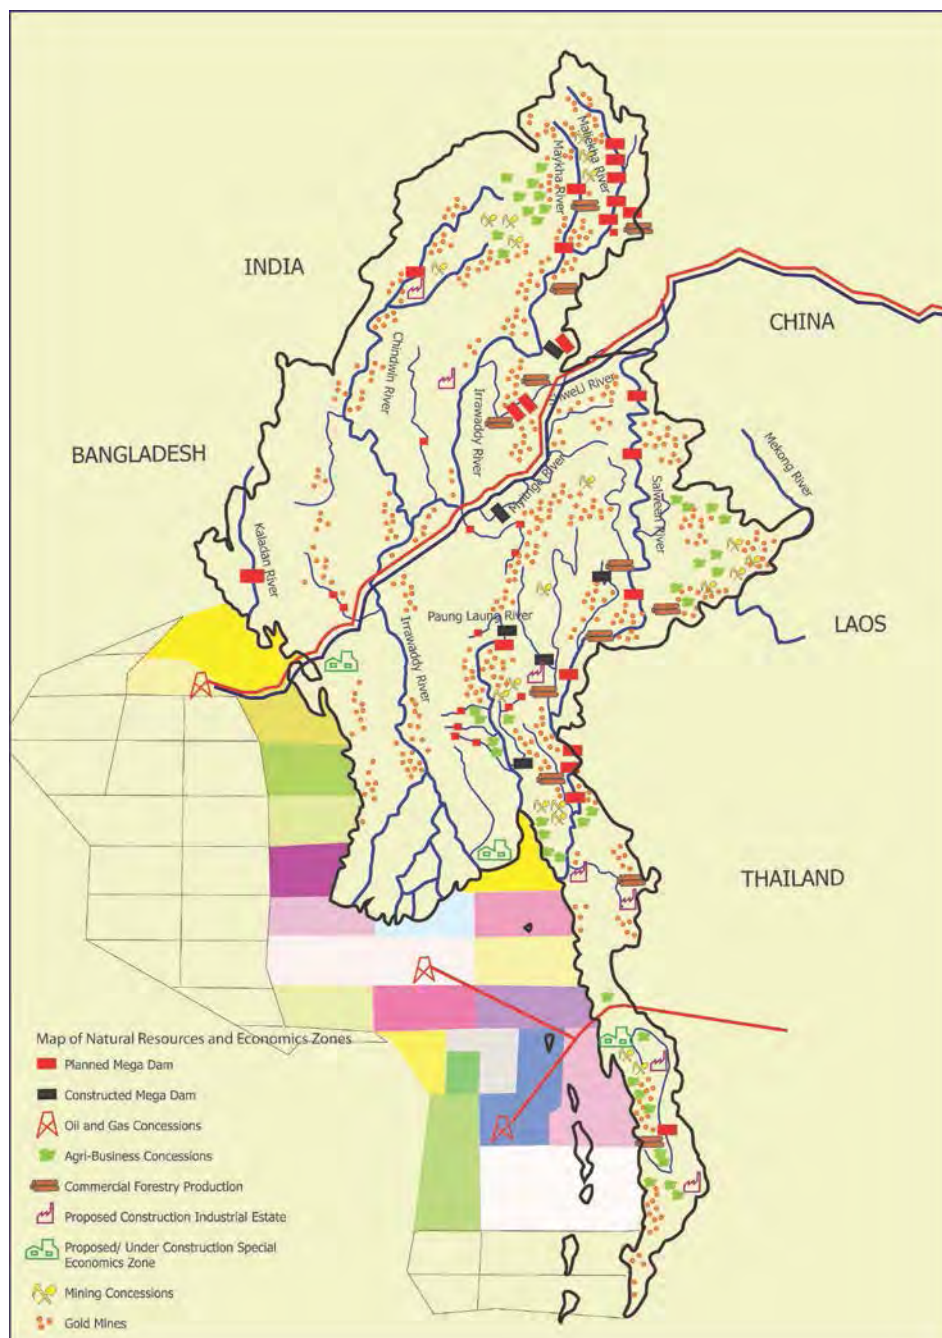 Maliekha River
Maykha River
INDIA
CHINA
Chindwin River
Irrawaddy River
ShweLi River
BANGLADESH
Mekong River
Myitnge River
Salween River
Kaladan River
Paung Laung River
LAOS
Irrawaddy River
THAILAND
Map of Natural Resources and Economics Zones
Planned Mega Dam
Constructed Mega Dam
Oil and Gas Concessions
Agri-Business Concessions
Commercial Forestry Production
Proposed Construction Industrial Estate
Proposed/ Under Construction Special
Economics Zone
Mining Concessions
Gold Mines